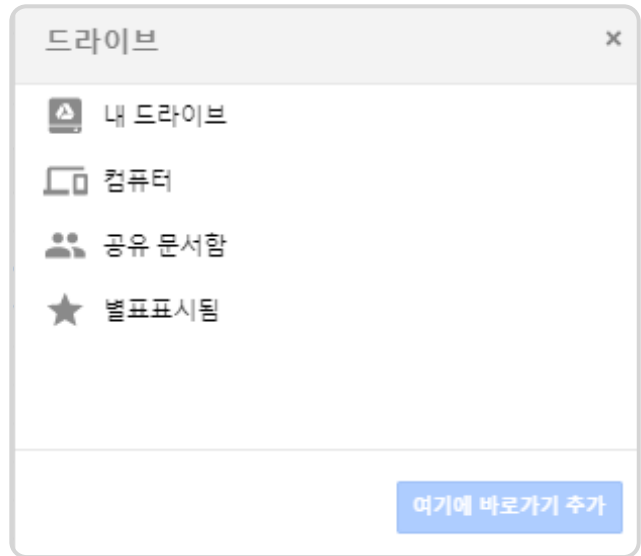 드라이브
내 드라이브
컴퓨터
공유 문서함
별표표시됨
여기에 바로가기 추가